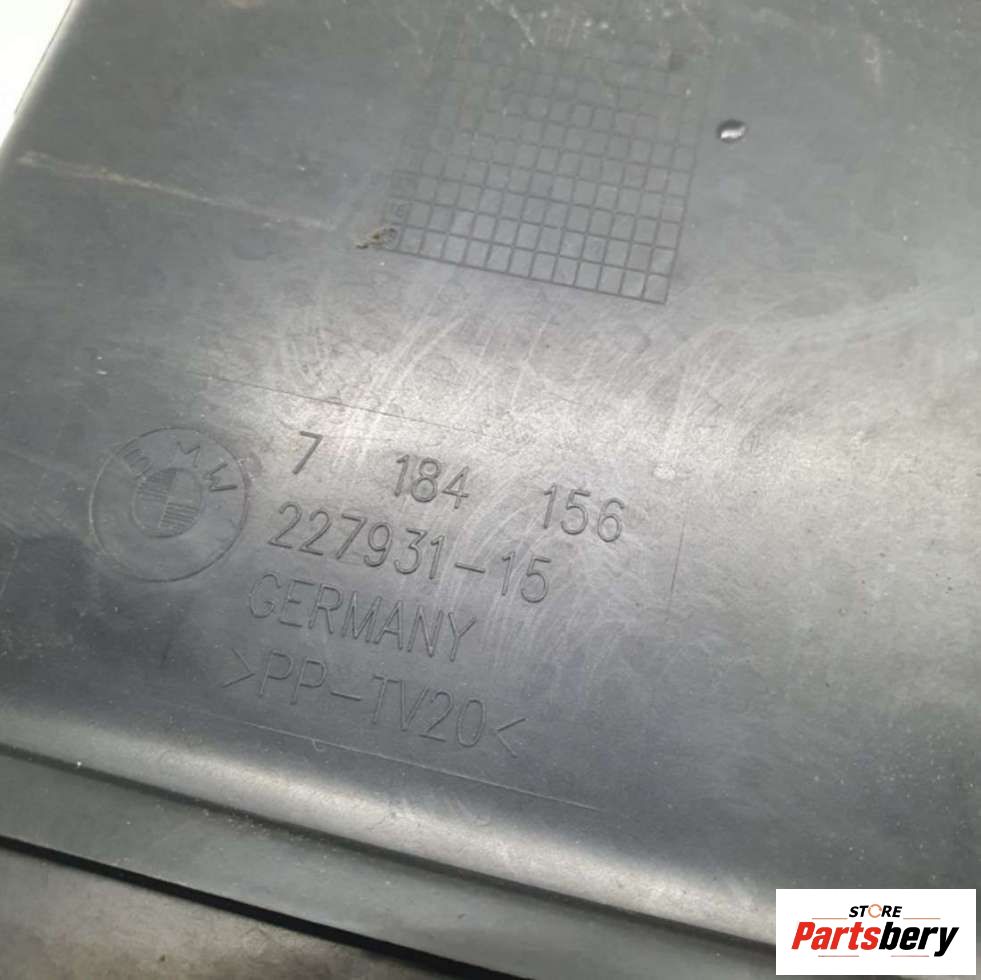 BMW
7 184 156
227931-15
GERMANY
>PP-TV20<
STORE
Partsbery